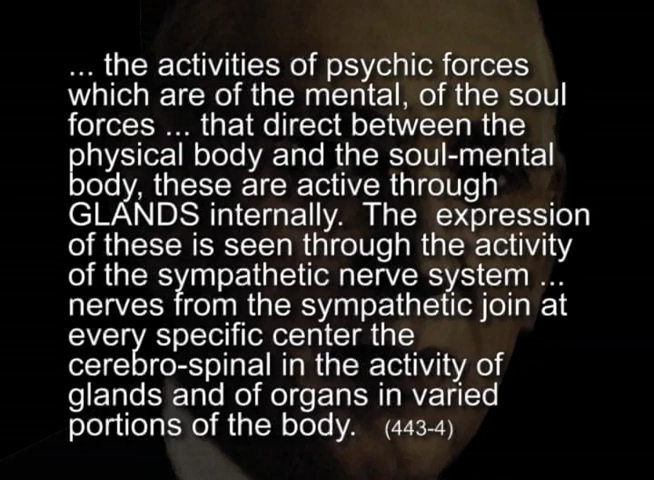 ... the activities of psychic forces
which are of the mental, of the soul
forces ... that direct between the
physical body and the soul-mental
body, these are active through
GLANDS internally.  The  expression
of these is seen through the activity
of the sympathetic nerve system ...
nerves from the sympathetic join at
every specific center the
cerebro-spinal in the activity of
glands and of organs in varied
portions of the body.   (443-4)